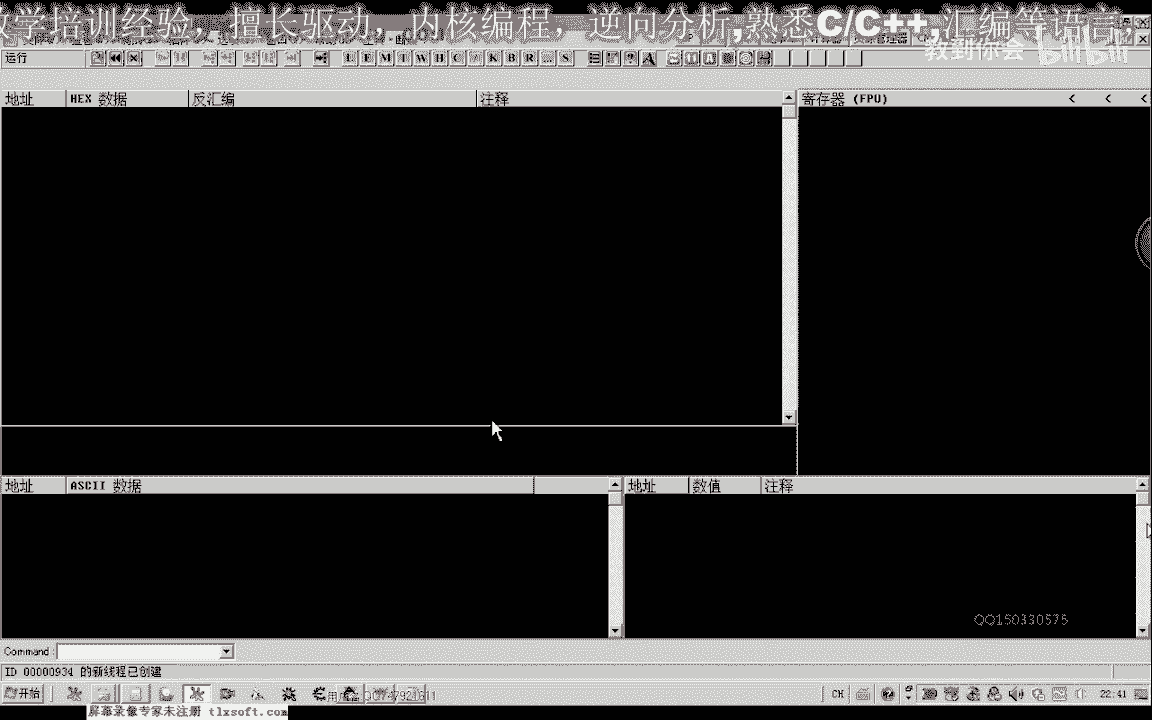 学培训经验，擅长驱动，内核编程，逆向分析,熟悉C/C++,汇编等语言,
教到你会 bilibili
运行 L E M T W H C / K B R ... S
地址 HEX 数据 反汇编 注释 寄存器 (FPU) < < <
地址 ASCII 数据 地址 数值 注释
QQ150330575
Command:
ID 00000934 的新线程已创建
开始 CH 22:41
屏幕录像专家未注册 tlxsoft.com